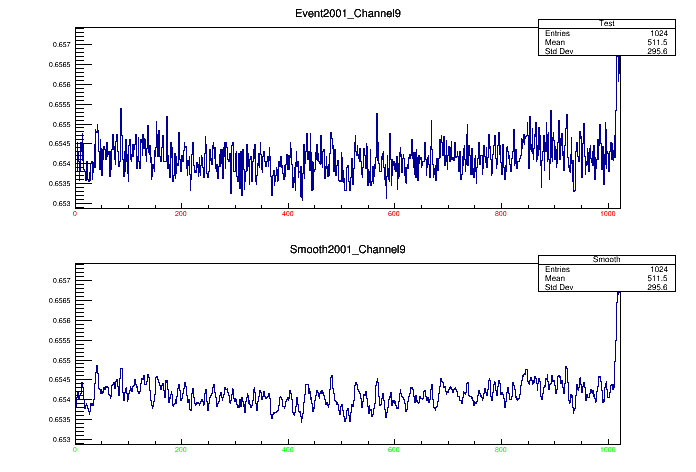 Event2001_Channel9
Test
Entries 1024
Mean 511.5
Std Dev 295.6
0.657
0.6565
0.656
0.6555
0.655
0.6545
0.654
0.6535
0.653
0 200 400 600 800 1000
Smooth2001_Channel9
Smooth
Entries 1024
Mean 511.5
Std Dev 295.6
0.657
0.6565
0.656
0.6555
0.655
0.6545
0.654
0.6535
0.653
0 200 400 600 800 1000